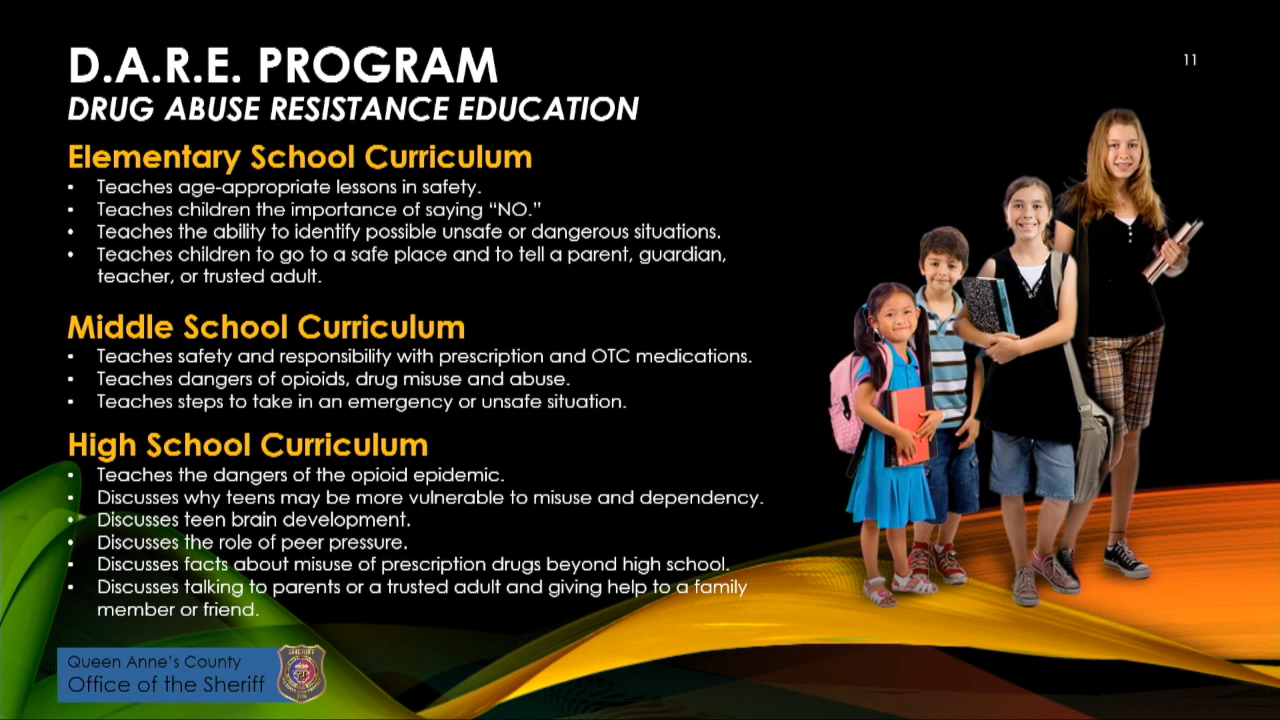 D.A.R.E. PROGRAM
11
DRUG ABUSE RESISTANCE EDUCATION
Elementary School Curriculum
• Teaches age-appropriate lessons in safety.
• Teaches children the importance of saying “NO.”
• Teaches the ability to identify possible unsafe or dangerous situations.
• Teaches children to go to a safe place and to tell a parent, guardian,
teacher, or trusted adult.
Middle School Curriculum
• Teaches safety and responsibility with prescription and OTC medications.
• Teaches dangers of opioids, drug misuse and abuse.
• Teaches steps to take in an emergency or unsafe situation.
High School Curriculum
• Teaches the dangers of the opioid epidemic.
• Discusses why teens may be more vulnerable to misuse and dependency.
• Discusses teen brain development.
• Discusses the role of peer pressure.
• Discusses facts about misuse of prescription drugs beyond high school.
• Discusses talking to parents or a trusted adult and giving help to a family
member or friend.
Queen Anne’s County
Office of the Sheriff
SHERIFF